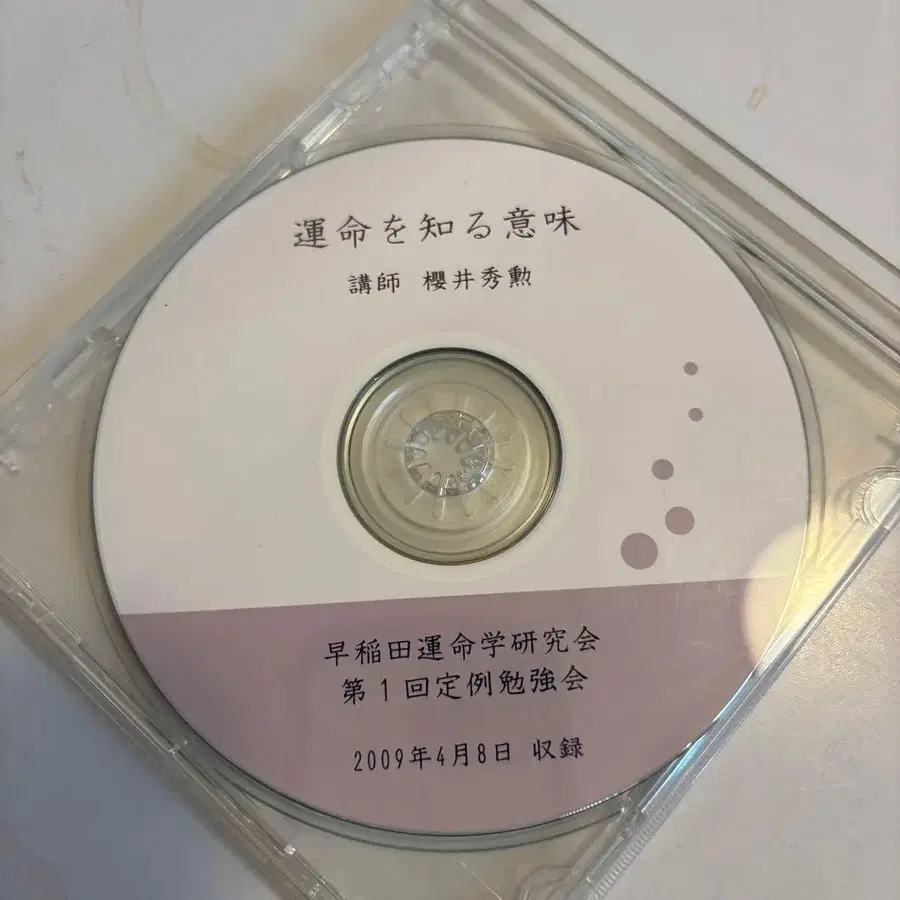 運命を知る意味
講師 櫻井秀勲
早稲田運命学研究会
第1回定例勉強会
2009年4月8日 収録